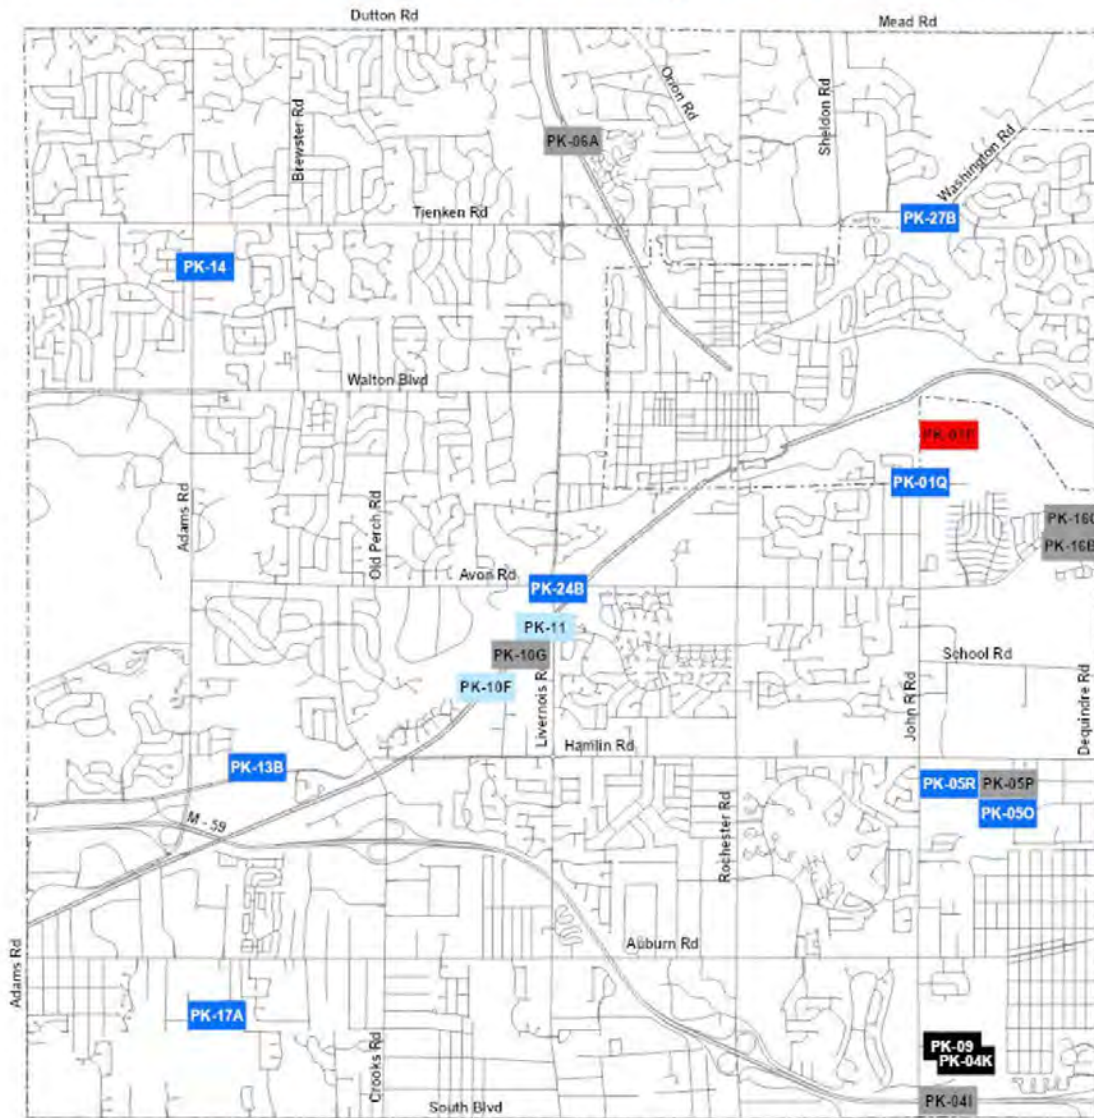 Dutton Rd
Mead Rd
Orion Rd
Sheldon Rd
Brewster Rd
PK-06A
Washington Rd
Tienken Rd
PK-27B
PK-14
Walton Blvd
PK-01Q
Adams Rd
Old Perch Rd
PK-16B
Avon Rd
PK-24B
PK-11
PK-10G
School Rd
PK-10F
Livernois Rd
John R Rd
Dequindre Rd
Hamlin Rd
PK-13B
PK-05R
PK-05P
PK-05O
M - 59
Rochester Rd
Auburn Rd
Adams Rd
PK-17A
Crooks Rd
PK-09
PK-04K
PK-04I
South Blvd